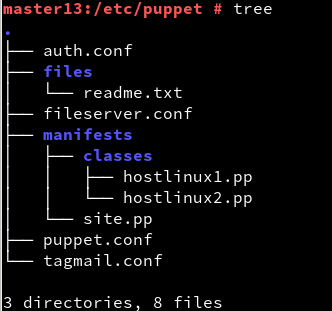 master13:/etc/puppet # tree
.
├── auth.conf
├── files
│   └── readme.txt
├── fileserver.conf
├── manifests
│   ├── classes
│   │   ├── hostlinux1.pp
│   │   └── hostlinux2.pp
│   └── site.pp
├── puppet.conf
└── tagmail.conf
3 directories, 8 files